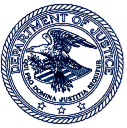 DEPARTMENT OF JUSTICE
QUI PRO DOMINA JUSTITIA SEQUITUR